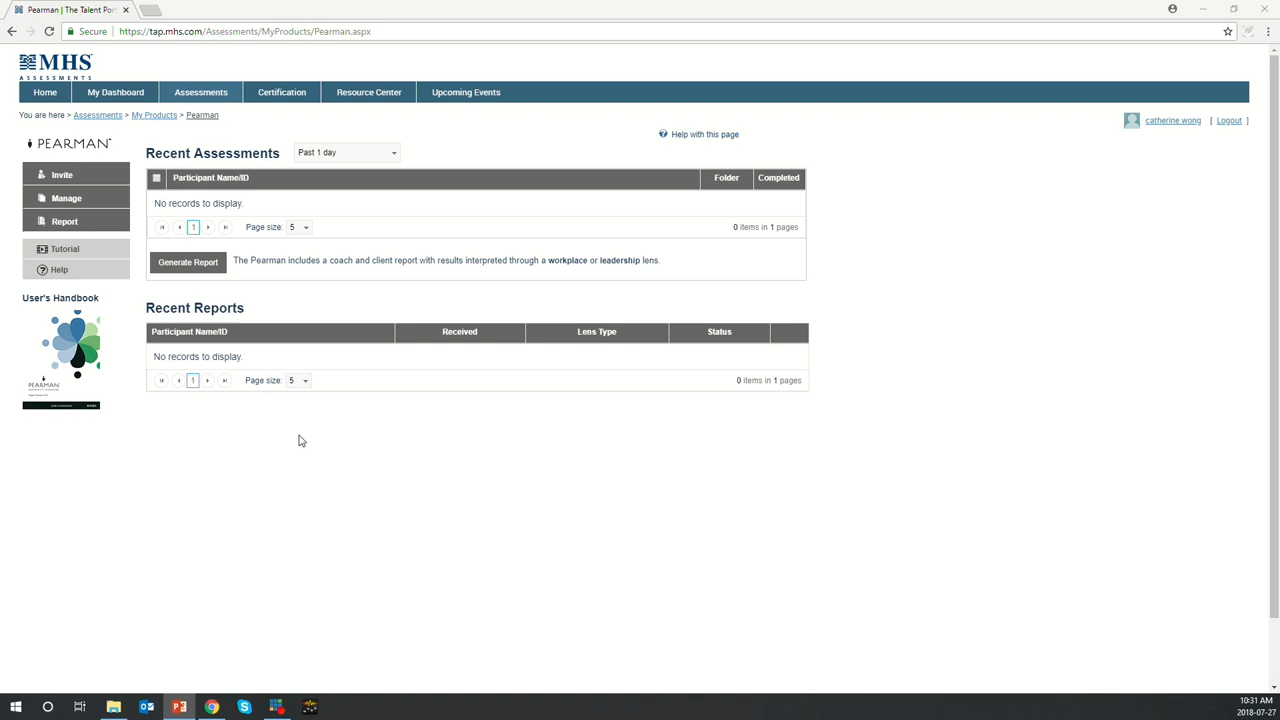 Pearman | The Talent Por
Secure
https://tap.mhs.com/Assessments/MyProducts/Pearman.aspx
MHS
ASSESSMENTS
Home
My Dashboard
Assessments
Certification
Resource Center
Upcoming Events
You are here > Assessments > My Products > Pearman
catherine.wong [ Logout ]
Help with this page
PEARMAN
Invite
Manage
Report
Tutorial
Help
User's Handbook
PEARMAN
Recent Assessments
Past 1 day
Participant Name/ID
Folder
Completed
No records to display.
1
Page size: 5
0 items in 1 pages
Generate Report
The Pearman includes a coach and client report with results interpreted through a workplace or leadership lens.
Recent Reports
Participant Name/ID
Received
Lens Type
Status
No records to display.
1
Page size: 5
0 items in 1 pages
10:31 AM
2018-07-27